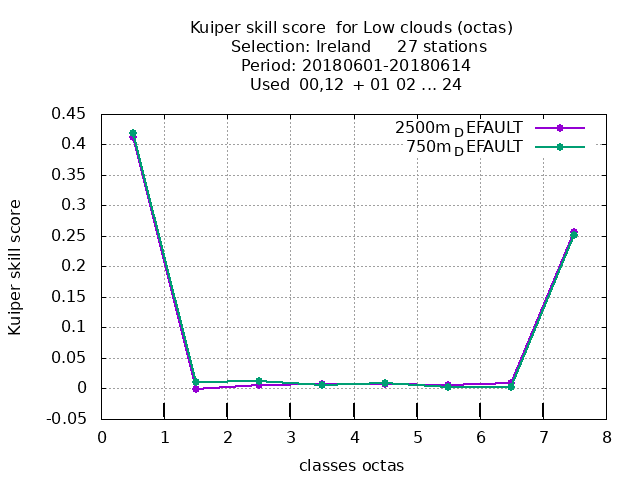 Kuiper skill score  for Low clouds (octas)
Selection: Ireland     27 stations
Period: 20180601-20180614
Used  00,12  + 01 02 ... 24
2500m_DEFAULT
750m_DEFAULT
0.45
0.4
0.35
0.3
0.25
0.2
0.15
0.1
0.05
0
-0.05
Kuiper skill score
0 1 2 3 4 5 6 7 8
classes octas